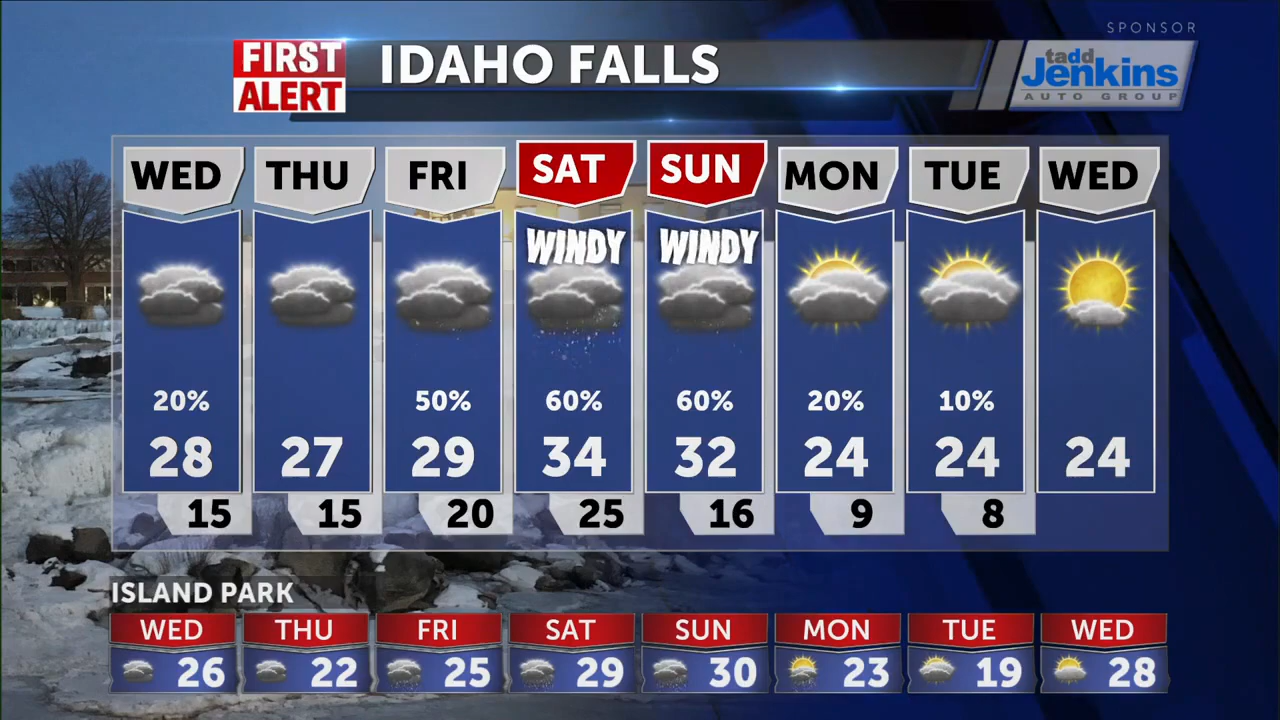 SPONSOR
FIRST ALERT
IDAHO FALLS
tadd Jenkins
AUTO GROUP
WED THU FRI SAT SUN MON TUE WED
WINDY WINDY
20% 50% 60% 60% 20% 10%
28 27 29 34 32 24 24 24
15 15 20 25 16 9 8
ISLAND PARK
WED THU FRI SAT SUN MON TUE WED
26 22 25 29 30 23 19 28